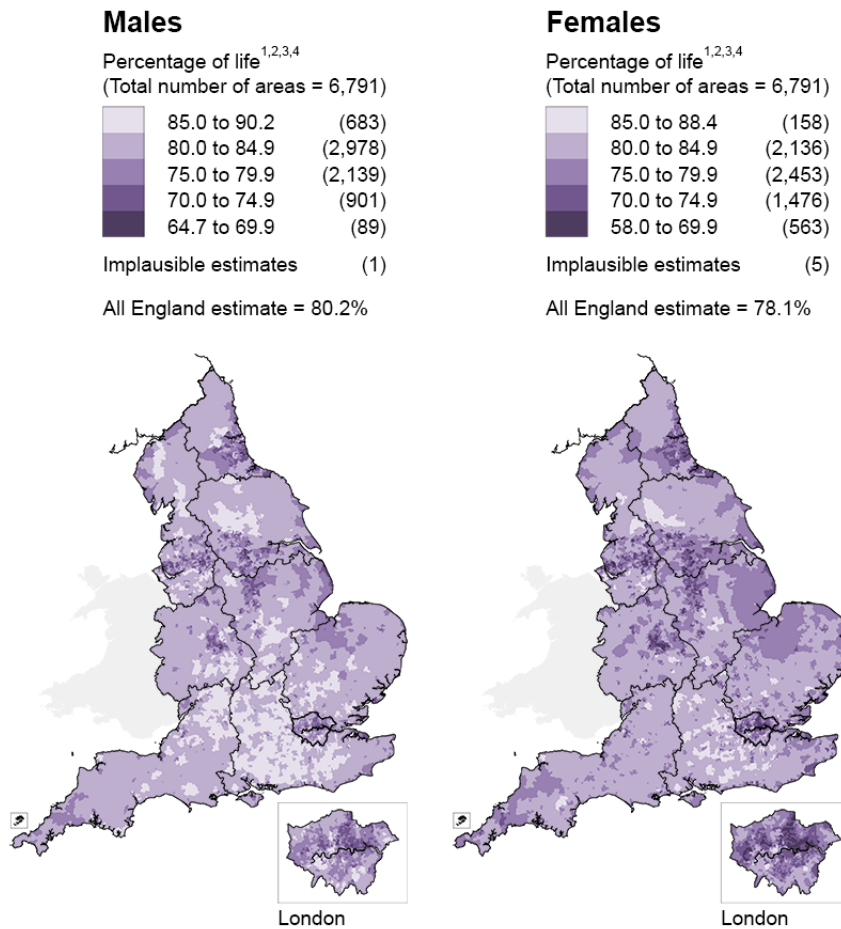 Males
Percentage of life1,2,3,4
(Total number of areas = 6,791)
85.0 to 90.2 (683)
80.0 to 84.9 (2,978)
75.0 to 79.9 (2,139)
70.0 to 74.9 (901)
64.7 to 69.9 (89)
Implausible estimates (1)
All England estimate = 80.2%
London
Females
Percentage of life1,2,3,4
(Total number of areas = 6,791)
85.0 to 88.4 (158)
80.0 to 84.9 (2,136)
75.0 to 79.9 (2,453)
70.0 to 74.9 (1,476)
58.0 to 69.9 (563)
Implausible estimates (5)
All England estimate = 78.1%
London